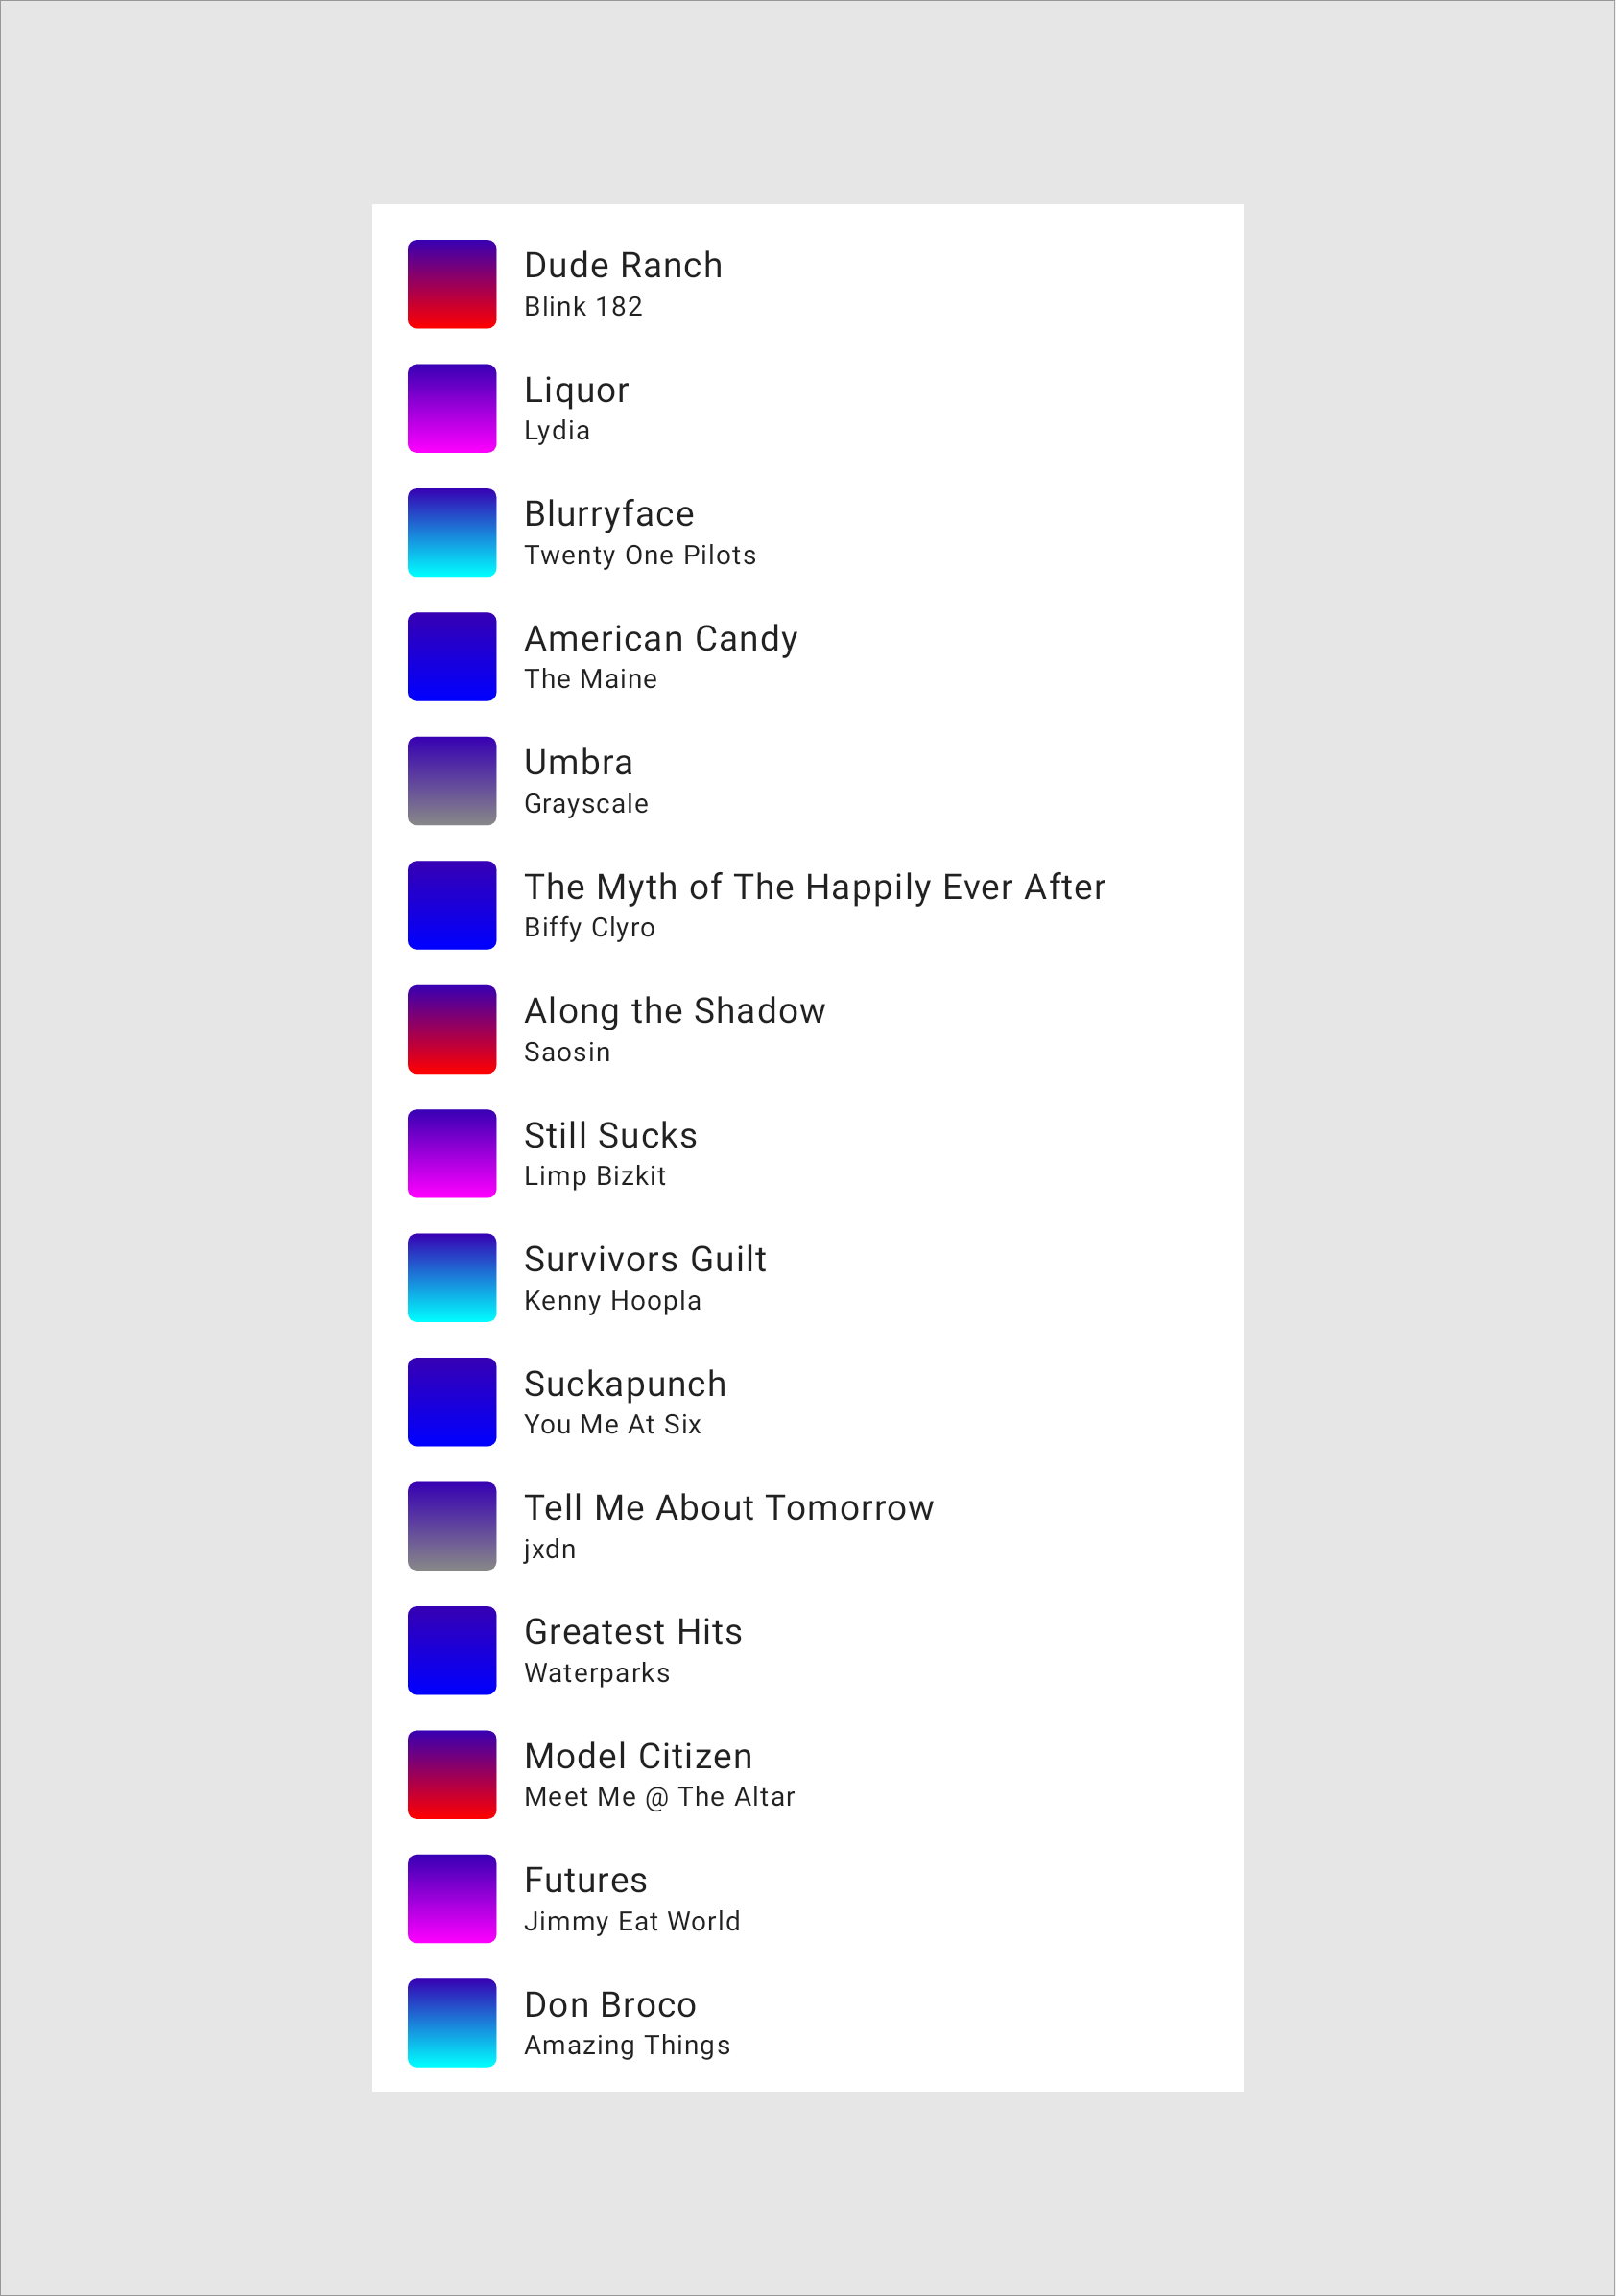 Dude Ranch
Blink 182
Liquor
Lydia
Blurryface
Twenty One Pilots
American Candy
The Maine
Umbra
Grayscale
The Myth of The Happily Ever After
Biffy Clyro
Along the Shadow
Saosin
Still Sucks
Limp Bizkit
Survivors Guilt
Kenny Hoopla
Suckapunch
You Me At Six
Tell Me About Tomorrow
jxdn
Greatest Hits
Waterparks
Model Citizen
Meet Me @ The Altar
Futures
Jimmy Eat World
Don Broco
Amazing Things